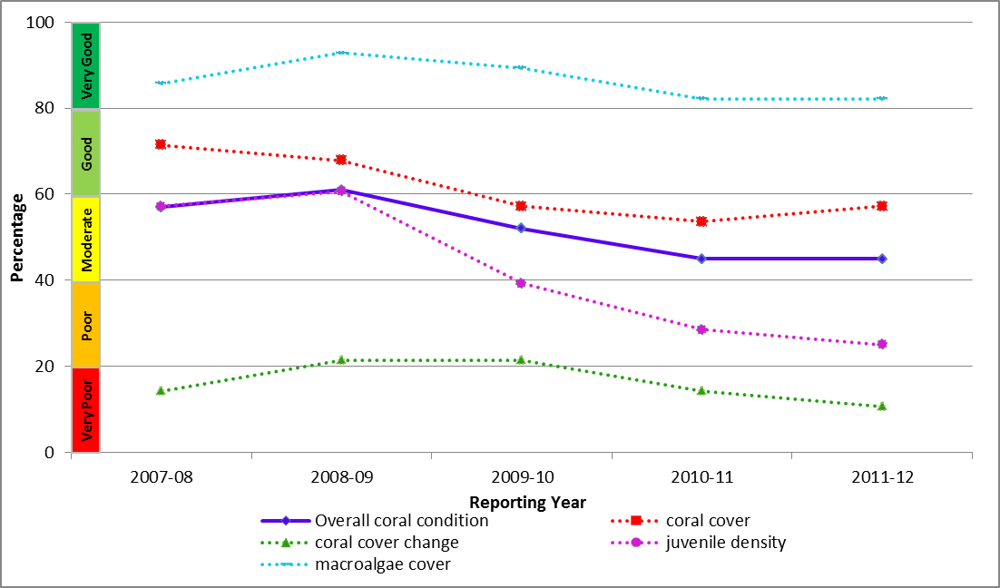 100
80
60
40
20
0
Percentage
Very Good
Good
Moderate
Poor
Very Poor
2007-08 2008-09 2009-10 2010-11 2011-12
Reporting Year
Overall coral condition coral cover
coral cover change juvenile density
macroalgae cover